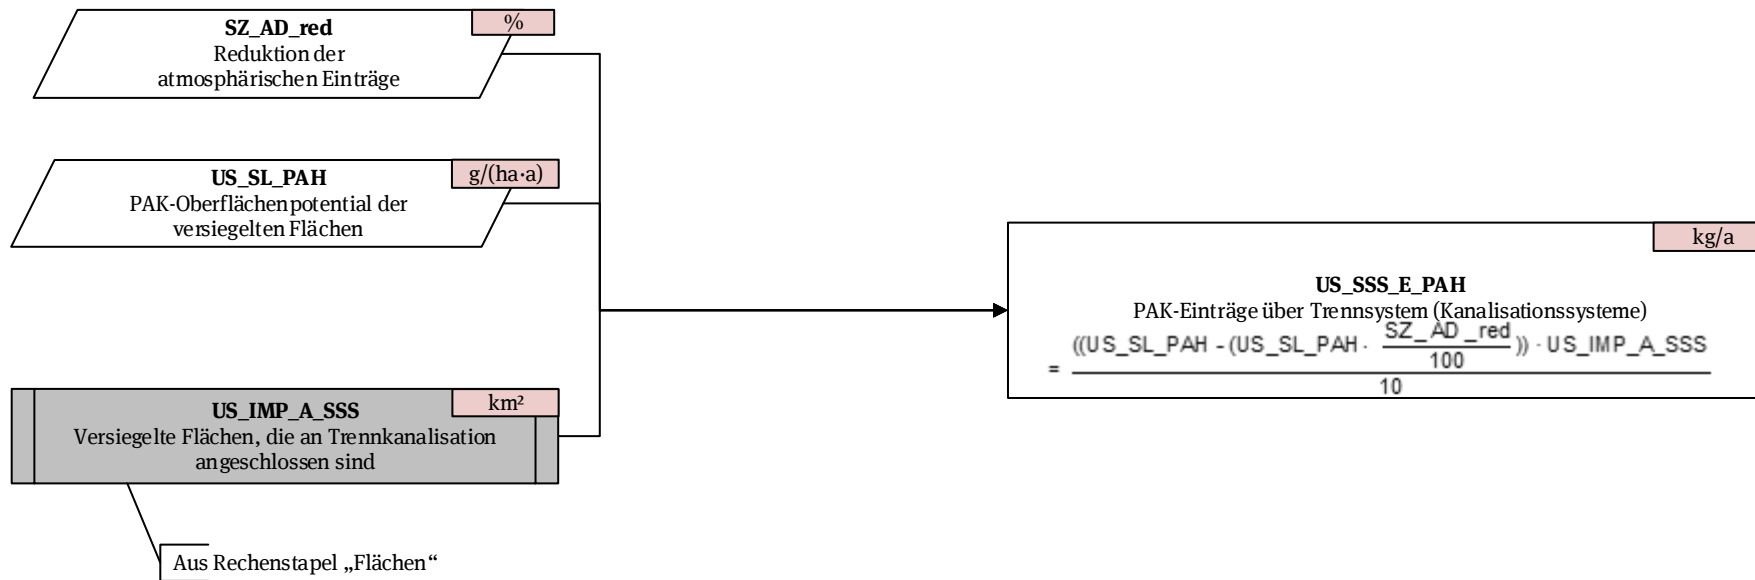 SZ_AD_red
%
Reduktion der
atmosphärischen Einträge
US_SL_PAH
g/(ha·a)
PAK-Oberflächenpotential der
versiegelten Flächen
US_IMP_A_SSS
km²
Versiegelte Flächen, die an Trennkanalisation
angeschlossen sind
Aus Rechenstapel „Flächen“
kg/a
US_SSS_E_PAH
PAK-Einträge über Trennsystem (Kanalisationssysteme)
= ((US_SL_PAH - (US_SL_PAH · SZ_AD_red / 100 )) · US_IMP_A_SSS / 10